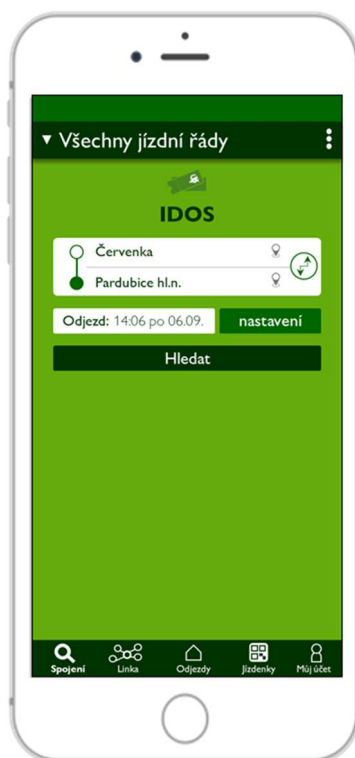 Všechny jízdní řády
IDOS
Červenka
Pardubice hl.n.
Odjezd: 14:06 po 06.09. nastavení
Hledat
Spojení Linka Odjezdy Jízdenky Můj účet